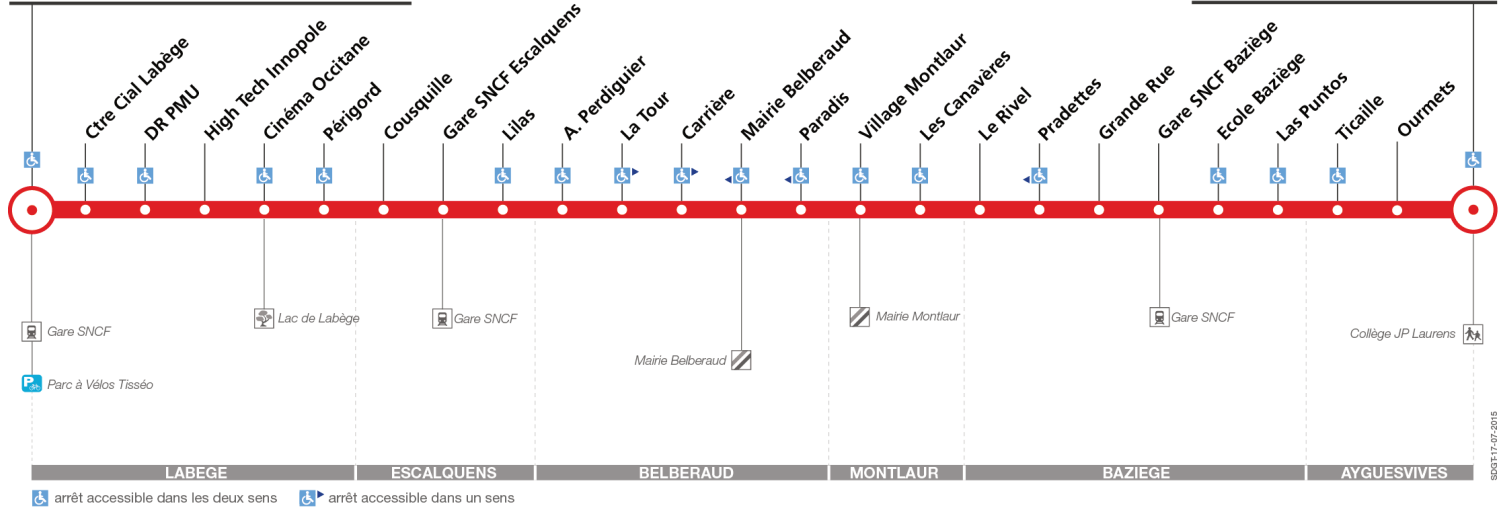 Ctre Cial Labège
DR PMU
High Tech Innopole
Cinéma Occitane
Périgord
Cousquille
Gare SNCF Escalquens
Lilas
A. Perdiguier
La Tour
Carrière
Mairie Belberaud
Paradis
Village Montlaur
Les Canavères
Le Rivel
Pradettes
Grande Rue
Gare SNCF Baziège
Ecole Baziège
Las Puntos
Ticaille
Ourmets
Gare SNCF
Lac de Labège
Gare SNCF
Mairie Belberaud
Mairie Montlaur
Gare SNCF
Collège JP Laurens
P
Parc à Vélos Tisséo
LABEGE
ESCALQUENS
BELBERAUD
MONTLAUR
BAZIEGE
AYGUESVIVES
arrêt accessible dans les deux sens
arrêt accessible dans un sens
SDGT-17-07-2015